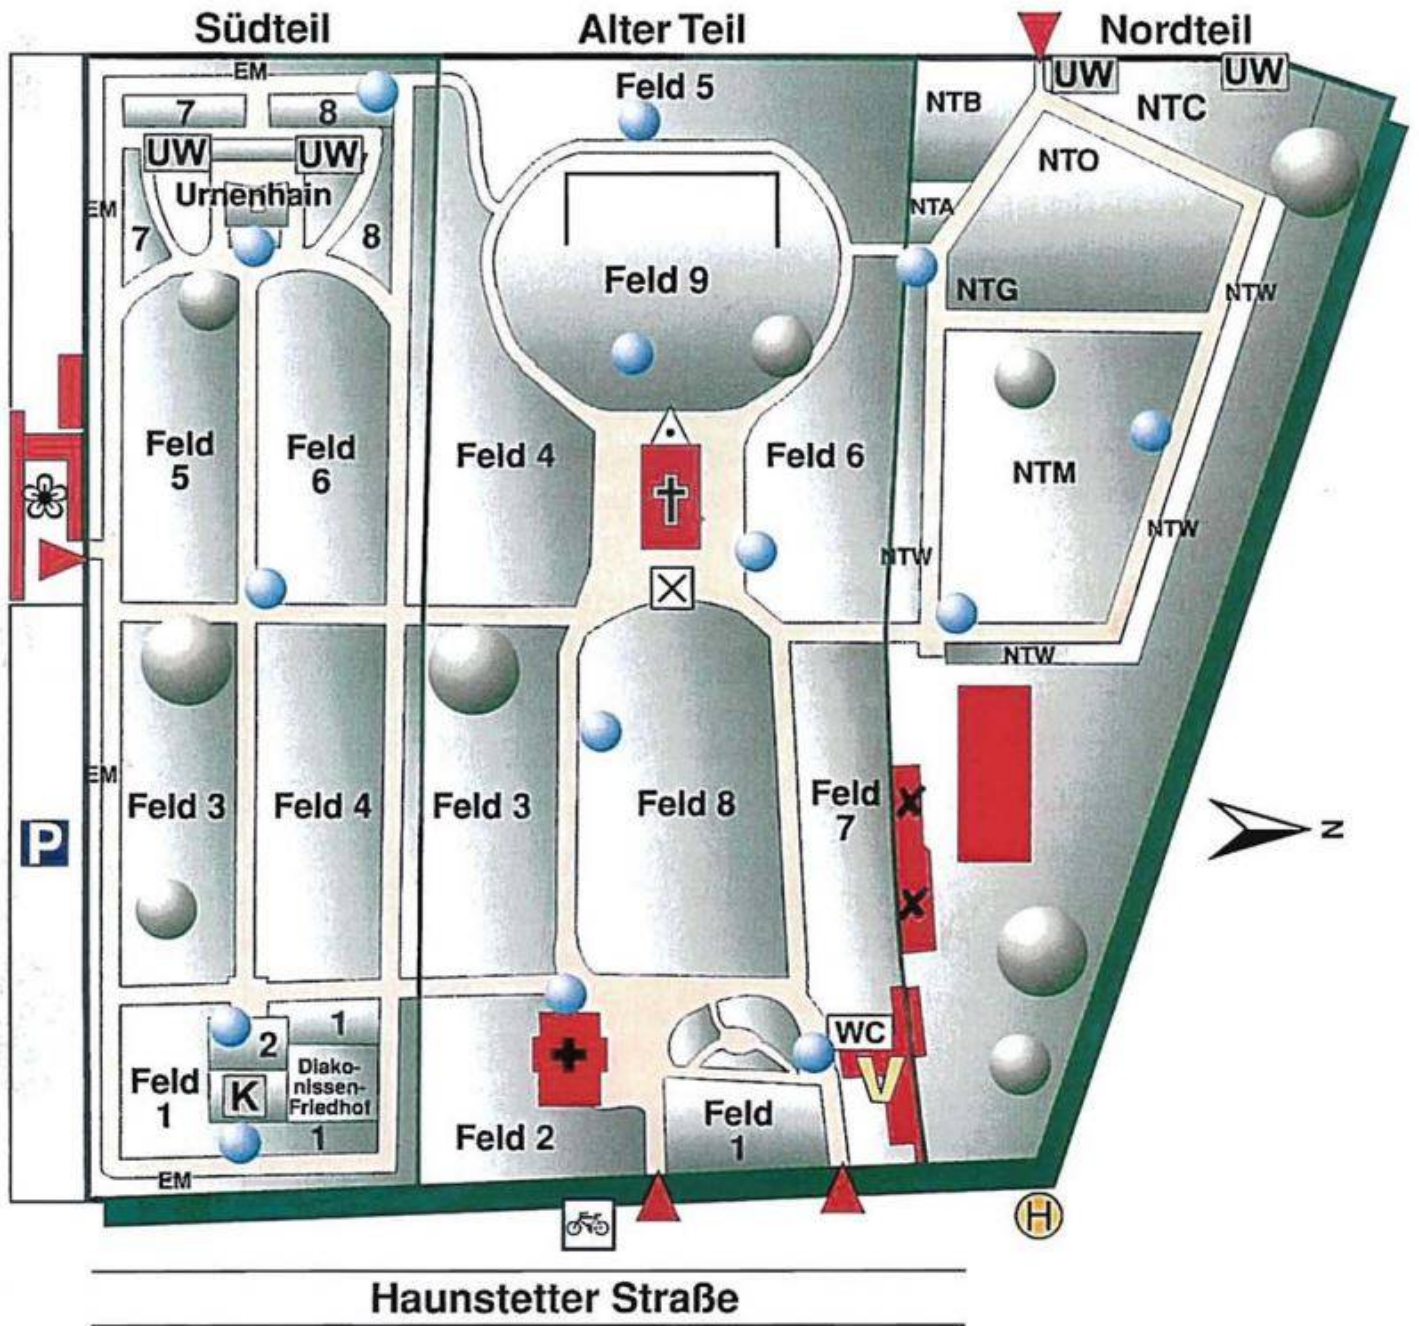 Südteil
Alter Teil
Nordteil
EM
Feld 5
UW
UW
7
8
NTB
NTC
UW
UW
NTO
Urnenhain
EM
NTA
7
8
Feld 9
NTG
NTW
Feld
5
Feld
6
Feld 4
Feld 6
NTM
NTW
NTW
NTW
EM
Feld 3
Feld 4
Feld 3
Feld 8
Feld
7
P
N
X
X
2
1
WC
Feld
1
K
Diako-
nissen-
Friedhof
V
1
Feld 2
Feld
1
EM
H
Haunstetter Straße